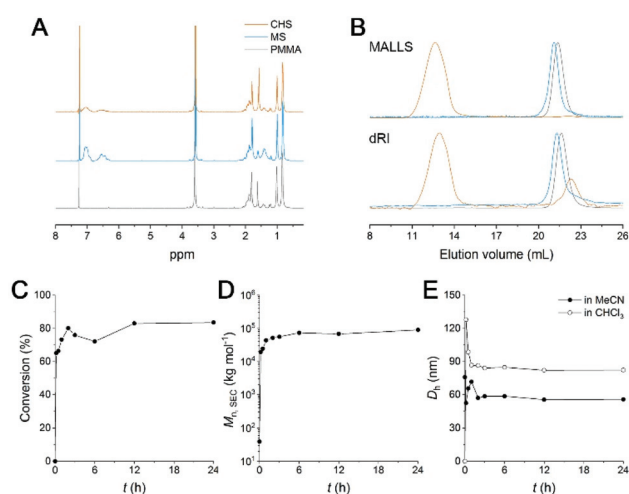 A
CHS
MS
PMMA
8 7 6 5 4 3 2 1
ppm
B
MALLS
dRI
8 11 14 17 20 23 26
Elution volume (mL)
C
100
80
60
40
20
0
Conversion (%)
0 6 12 18 24
t (h)
D
10⁶
10⁵
10⁴
10³
10²
10¹
Mn, SEC (kg mol⁻¹)
0 6 12 18 24
t (h)
E
in MeCN
in CHCl₃
150
120
90
60
30
0
Dh (nm)
0 6 12 18 24
t (h)